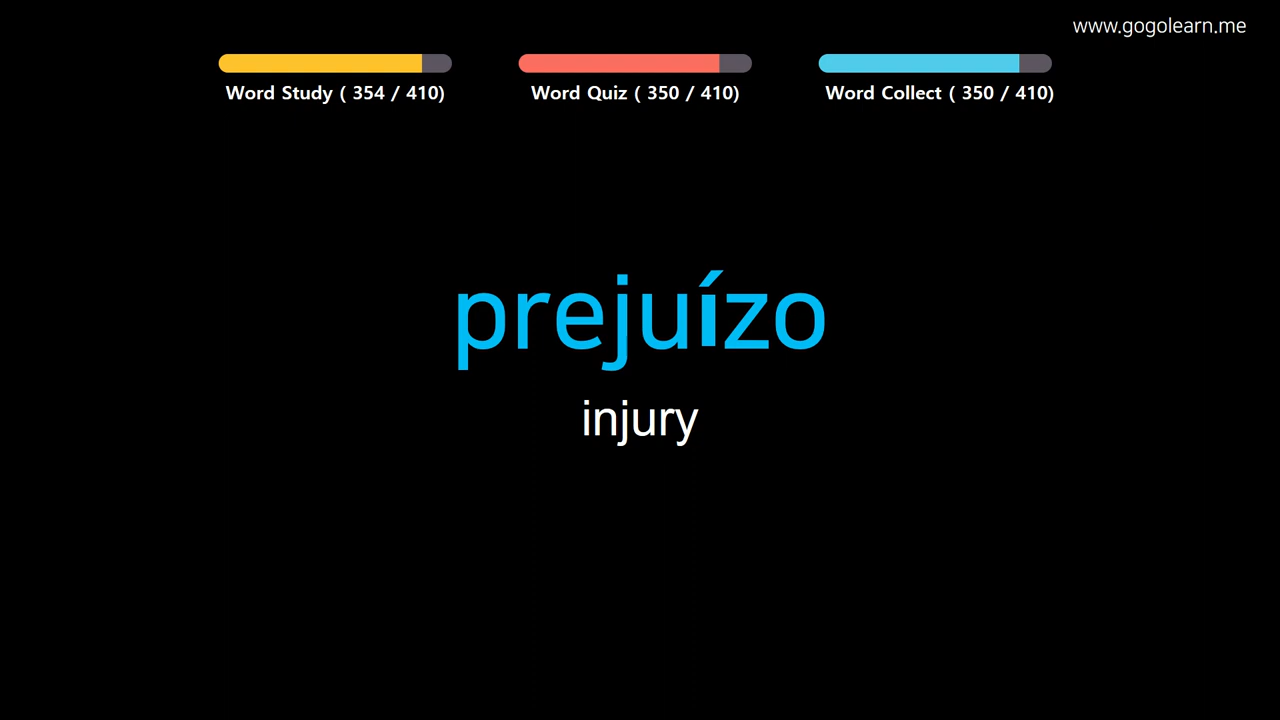 www.gogolearn.me
Word Study ( 354 / 410)
Word Quiz ( 350 / 410)
Word Collect ( 350 / 410)
prejuízo
injury